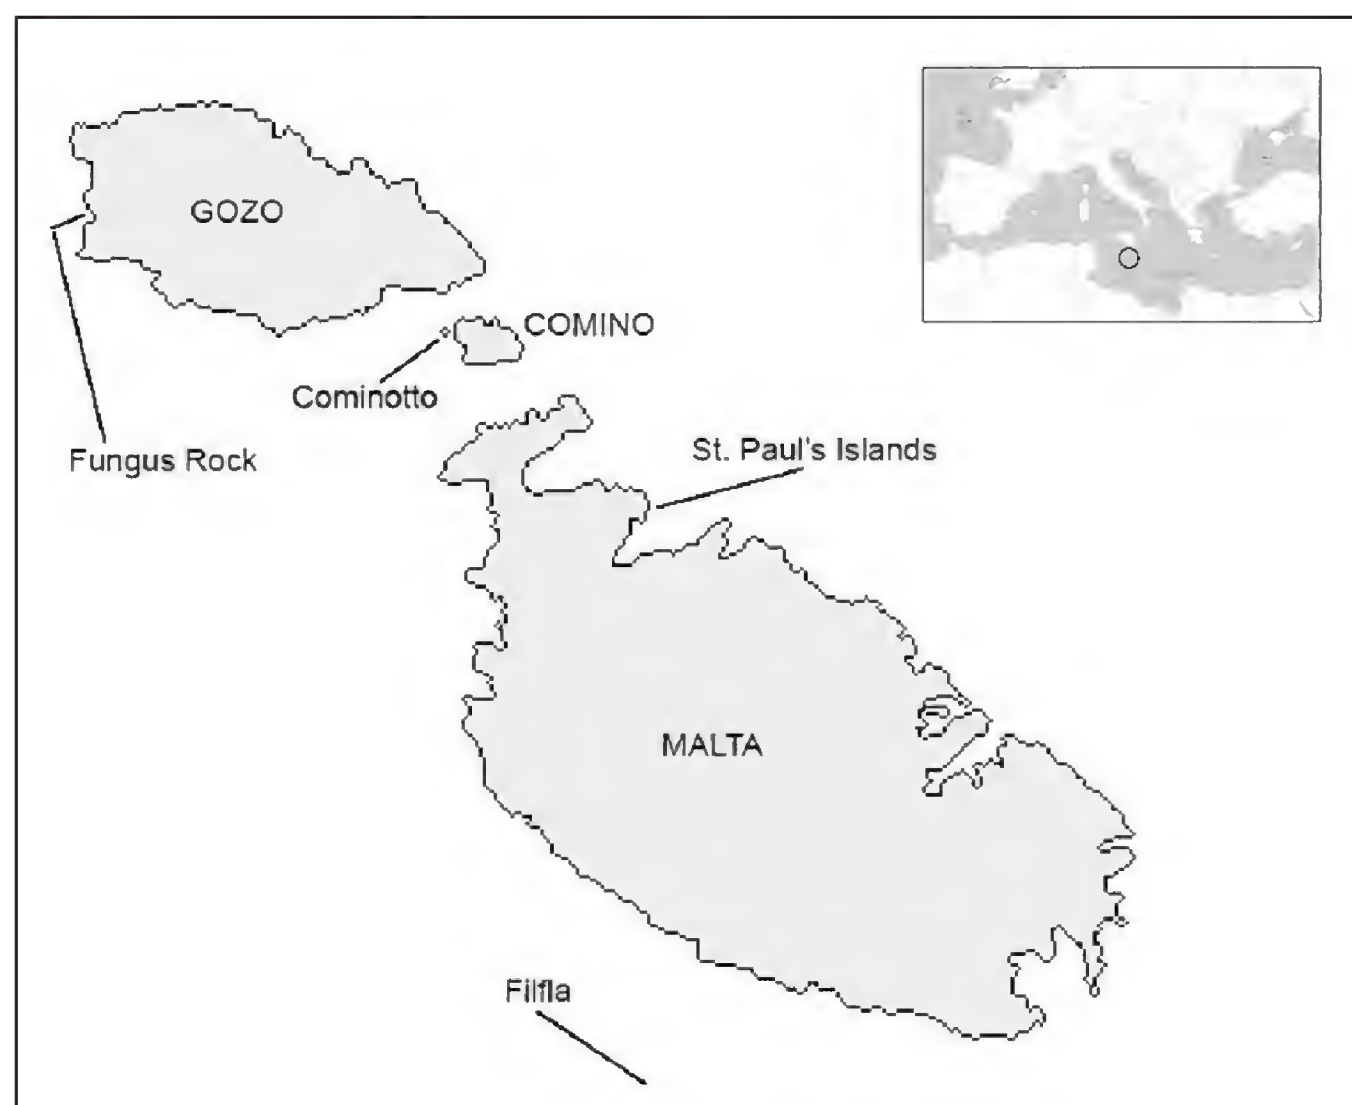 GOZO
COMINO
Cominotto
Fungus Rock
St. Paul's Islands
MALTA
Filfla